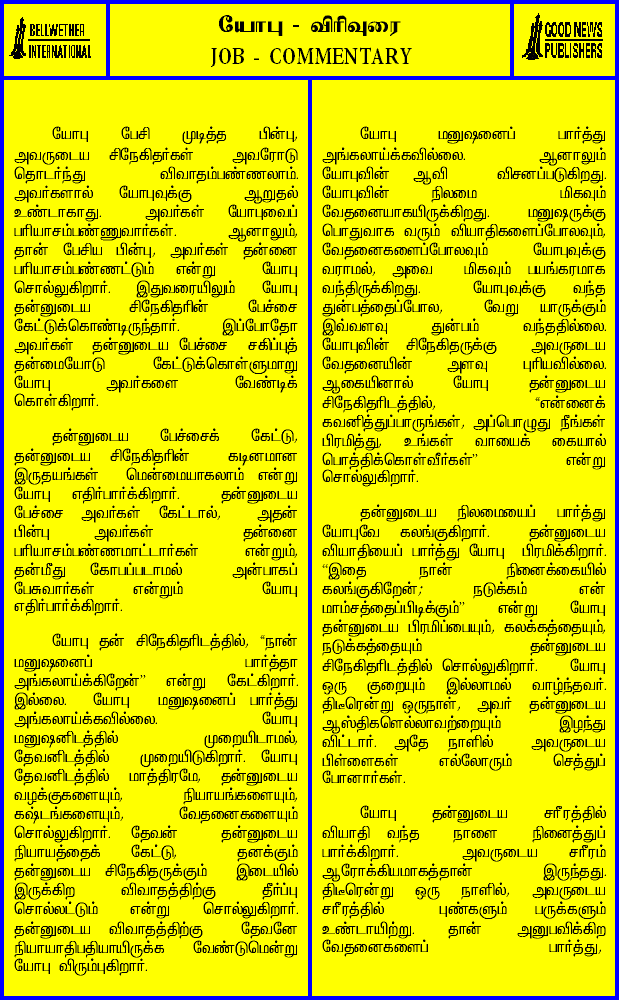 BELLWETHER
INTERNATIONAL
யோபு - விரிவுரை
JOB - COMMENTARY
GOOD NEWS
PUBLISHERS
யோபு பேசி முடித்த பின்பு,
அவருடைய சிநேகிதர்கள் அவரோடு
தொடர்ந்து விவாதம்பண்ணலாம்.
அவர்களால் யோபுவுக்கு ஆறுதல்
உண்டாகாது. அவர்கள் யோபுவைப்
பரியாசம்பண்ணுவார்கள். ஆனாலும்,
தான் பேசிய பின்பு, அவர்கள் தன்னை
பரியாசம்பண்ணட்டும் என்று யோபு
சொல்லுகிறார். இதுவரையிலும் யோபு
தன்னுடைய சிநேகிதரின் பேச்சை
கேட்டுக்கொண்டிருந்தார். இப்போதோ
அவர்கள் தன்னுடைய பேச்சை சகிப்புத்
தன்மையோடு கேட்டுக்கொள்ளுமாறு
யோபு அவர்களை வேண்டிக்
கொள்கிறார்.
தன்னுடைய பேச்சைக் கேட்டு,
தன்னுடைய சிநேகிதரின் கடினமான
இருதயங்கள் மென்மையாகலாம் என்று
யோபு எதிர்பார்க்கிறார். தன்னுடைய
பேச்சை அவர்கள் கேட்டால், அதன்
பின்பு அவர்கள் தன்னை
பரியாசம்பண்ணமாட்டார்கள் என்றும்,
தன்மீது கோபப்படாமல் அன்பாகப்
பேசுவார்கள் என்றும் யோபு
எதிர்பார்க்கிறார்.
யோபு தன் சிநேகிதரிடத்தில், “நான்
மனுஷனைப் பார்த்தா
அங்கலாய்க்கிறேன்” என்று கேட்கிறார்.
இல்லை. யோபு மனுஷனைப் பார்த்து
அங்கலாய்க்கவில்லை. யோபு
மனுஷனிடத்தில் முறையிடாமல்,
தேவனிடத்தில் முறையிடுகிறார். யோபு
தேவனிடத்தில் மாத்திரமே, தன்னுடைய
வழக்குகளையும், நியாயங்களையும்,
கஷ்டங்களையும், வேதனைகளையும்
சொல்லுகிறார். தேவன் தன்னுடைய
நியாயத்தைக் கேட்டு, தனக்கும்
தன்னுடைய சிநேகிதருக்கும் இடையில்
இருக்கிற விவாதத்திற்கு தீர்ப்பு
சொல்லட்டும் என்று சொல்லுகிறார்.
தன்னுடைய விவாதத்திற்கு தேவனே
நியாயாதிபதியாயிருக்க வேண்டுமென்று
யோபு விரும்புகிறார்.
யோபு மனுஷனைப் பார்த்து
அங்கலாய்க்கவில்லை. ஆனாலும்
யோபுவின் ஆவி விசனப்படுகிறது.
யோபுவின் நிலமை மிகவும்
வேதனையாகயிருக்கிறது. மனுஷருக்கு
பொதுவாக வரும் வியாதிகளைப்போலவும்,
வேதனைகளைப்போலவும் யோபுவுக்கு
வராமல், அவை மிகவும் பயங்கரமாக
வந்திருக்கிறது. யோபுவுக்கு வந்த
துன்பத்தைப்போல, வேறு யாருக்கும்
இவ்வளவு துன்பம் வந்ததில்லை.
யோபுவின் சிநேகிதருக்கு அவருடைய
வேதனையின் அளவு புரியவில்லை.
ஆகையினால் யோபு தன்னுடைய
சிநேகிதரிடத்தில், “என்னைக்
கவனித்துப்பாருங்கள், அப்பொழுது நீங்கள்
பிரமித்து, உங்கள் வாயைக் கையால்
பொத்திக்கொள்வீர்கள்” என்று
சொல்லுகிறார்.
தன்னுடைய நிலமையைப் பார்த்து
யோபுவே கலங்குகிறார். தன்னுடைய
வியாதியைப் பார்த்து யோபு பிரமிக்கிறார்.
“இதை நான் நினைக்கையில்
கலங்குகிறேன்; நடுக்கம் என்
மாம்சத்தைப்பிடிக்கும்” என்று யோபு
தன்னுடைய பிரமிப்பையும், கலக்கத்தையும்,
நடுக்கத்தையும் தன்னுடைய
சிநேகிதரிடத்தில் சொல்லுகிறார். யோபு
ஒரு குறையும் இல்லாமல் வாழ்ந்தவர்.
திடீரென்று ஒருநாள், அவர் தன்னுடைய
ஆஸ்திகளெல்லாவற்றையும் இழந்து
விட்டார். அதே நாளில் அவருடைய
பிள்ளைகள் எல்லோரும் செத்துப்
போனார்கள்.
யோபு தன்னுடைய சரீரத்தில்
வியாதி வந்த நாளை நினைத்துப்
பார்க்கிறார். அவருடைய சரீரம்
ஆரோக்கியமாகத்தான் இருந்தது.
திடீரென்று ஒரு நாளில், அவருடைய
சரீரத்தில் புண்களும் பருக்களும்
உண்டாயிற்று. தான் அனுபவிக்கிற
வேதனைகளைப் பார்த்து,